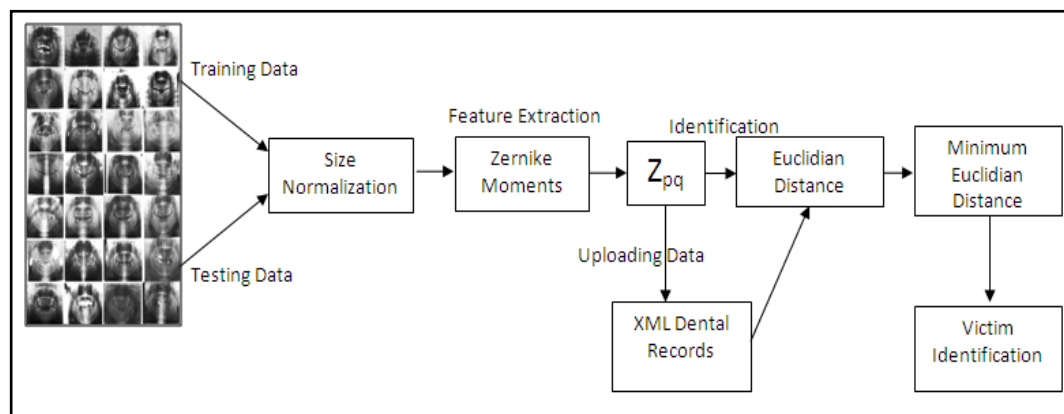 Training Data
Testing Data
Size
Normalization
Feature Extraction
Zernike
Moments
Zpq
Uploading Data
XML Dental
Records
Identification
Euclidian
Distance
Minimum
Euclidian
Distance
Victim
Identification